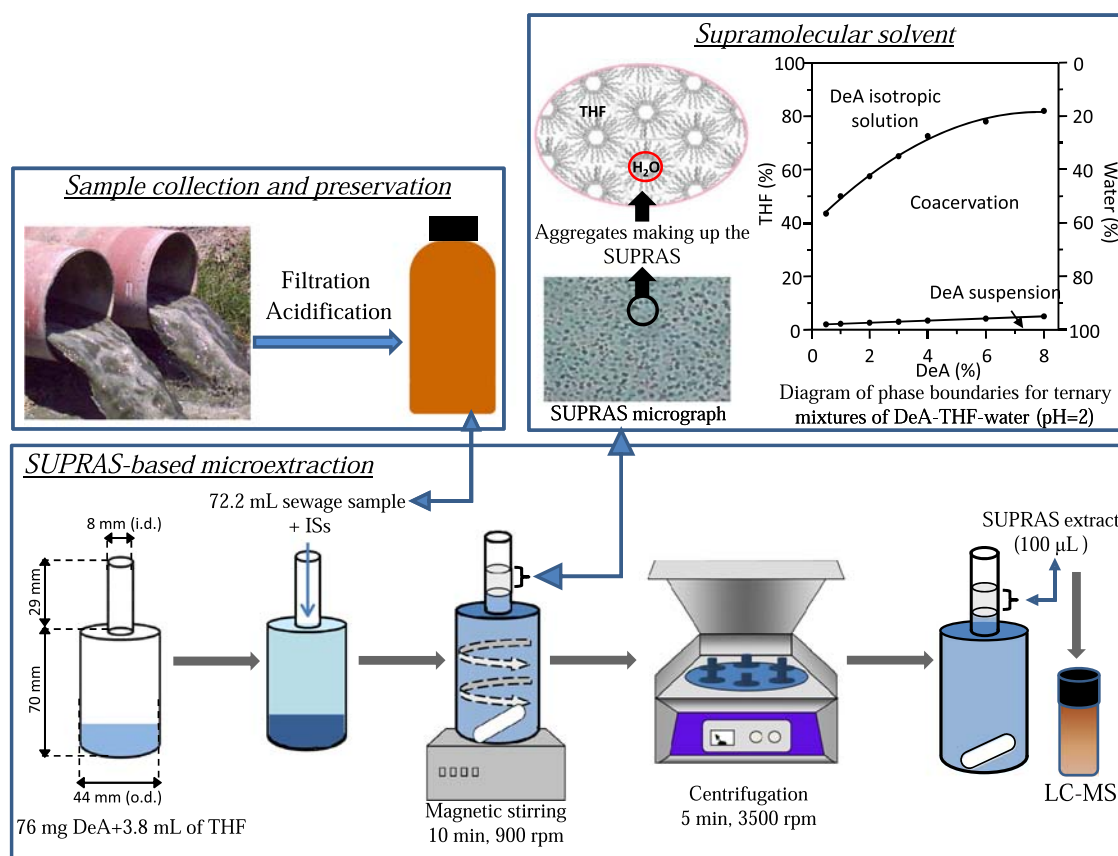 Supramolecular solvent
THF
H₂O
Aggregates making up the
SUPRAS
SUPRAS micrograph
THF (%)
100
80
60
40
20
0
DeA isotropic
solution
Coacervation
DeA suspension
0
20
40
60
80
100
Water (%)
0
2
4
6
8
DeA (%)
Diagram of phase boundaries for ternary
mixtures of DeA-THF-water (pH=2)
Sample collection and preservation
Filtration
Acidification
SUPRAS-based microextraction
8 mm (i.d.)
29 mm
70 mm
44 mm (o.d.)
76 mg DeA+3.8 mL of THF
72.2 mL sewage sample
+ ISs
Magnetic stirring
10 min, 900 rpm
Centrifugation
5 min, 3500 rpm
SUPRAS extract
(100 μL )
LC-MS